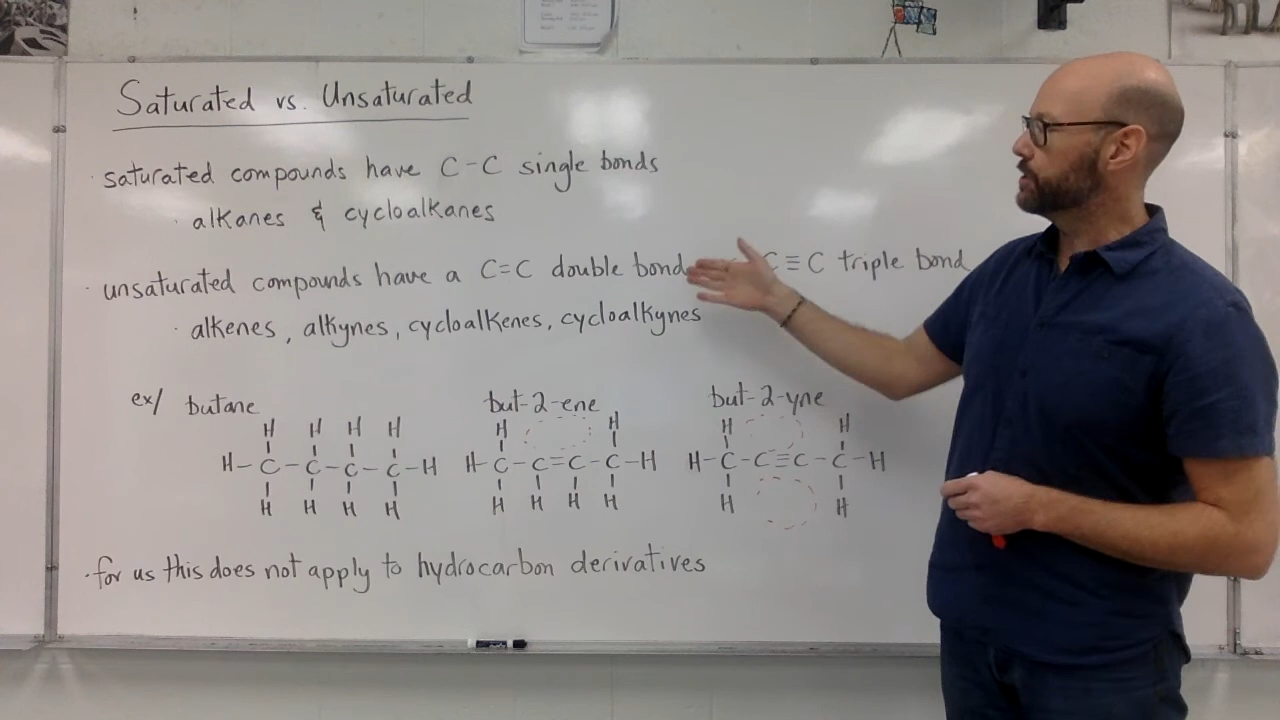 Saturated vs. Unsaturated
· saturated compounds have C-C single bonds
· alkanes & cycloalkanes
· unsaturated compounds have a C=C double bond C≡C triple bond
· alkenes, alkynes, cycloalkenes, cycloalkynes
ex/ butane but-2-ene but-2-yne
H H H H H H H H
H-C-C-C-C-H H-C-C=C-C-H H-C-C≡C-C-H
H H H H H H H H H H
· for us this does not apply to hydrocarbon derivatives